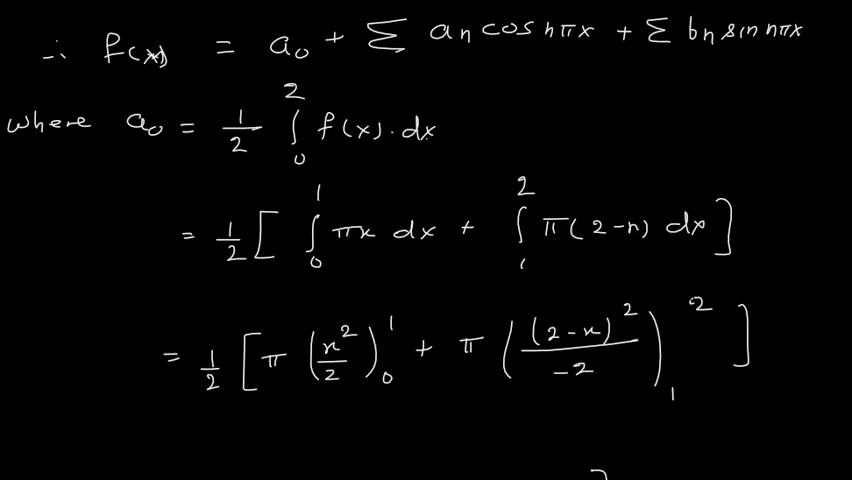 ∴ f(x) = a₀ + Σ aₙ cos nπx + Σ bₙ sin nπx
where a₀ = 1/2 ∫₀² f(x) · dx
= 1/2 [ ∫₀¹ πx dx + ∫₁² π(2-x) dx ]
= 1/2 [ π (x²/2)₀¹ + π ( (2-x)² / -2 )₁² ]